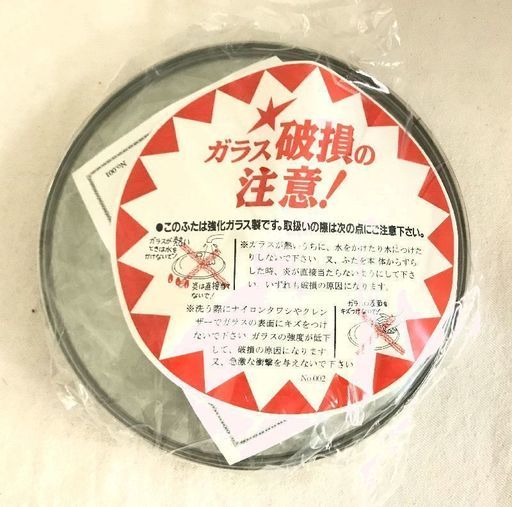 ガラス破損の
注意!
●このふたは強化ガラス製です。取扱いの際は次の点にご注意下さい。
ガラスが熱い
ときは水を
かけないで!
炎は直接
ないで!
※ガラスが熱いうちに、水をかけたり水につけた
りしないで下さい 又、ふたを本体からずら
した時、炎が直接当たらないようにして下さ
い。いずれも破損の原因になります。
※洗う際にナイロンタワシやクレン
ザーでガラスの表面にキズをつけ
ないで下さい ガラスの強度が低下
して、破損の原因になります
又、急激な衝撃を与えないで下さい
キズつけないで!
No.002
No.002